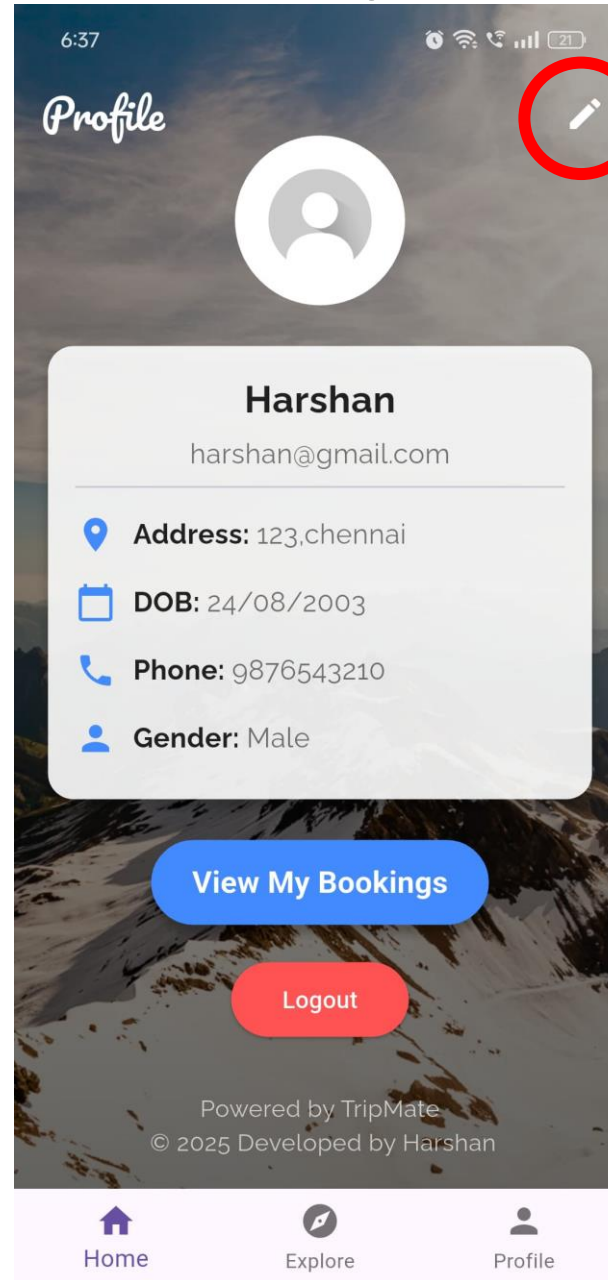 6:37
21
Profile
Harshan
harshan@gmail.com
Address: 123,chennai
DOB: 24/08/2003
Phone: 9876543210
Gender: Male
View My Bookings
Logout
Powered by TripMate
© 2025 Developed by Harshan
Home Explore Profile